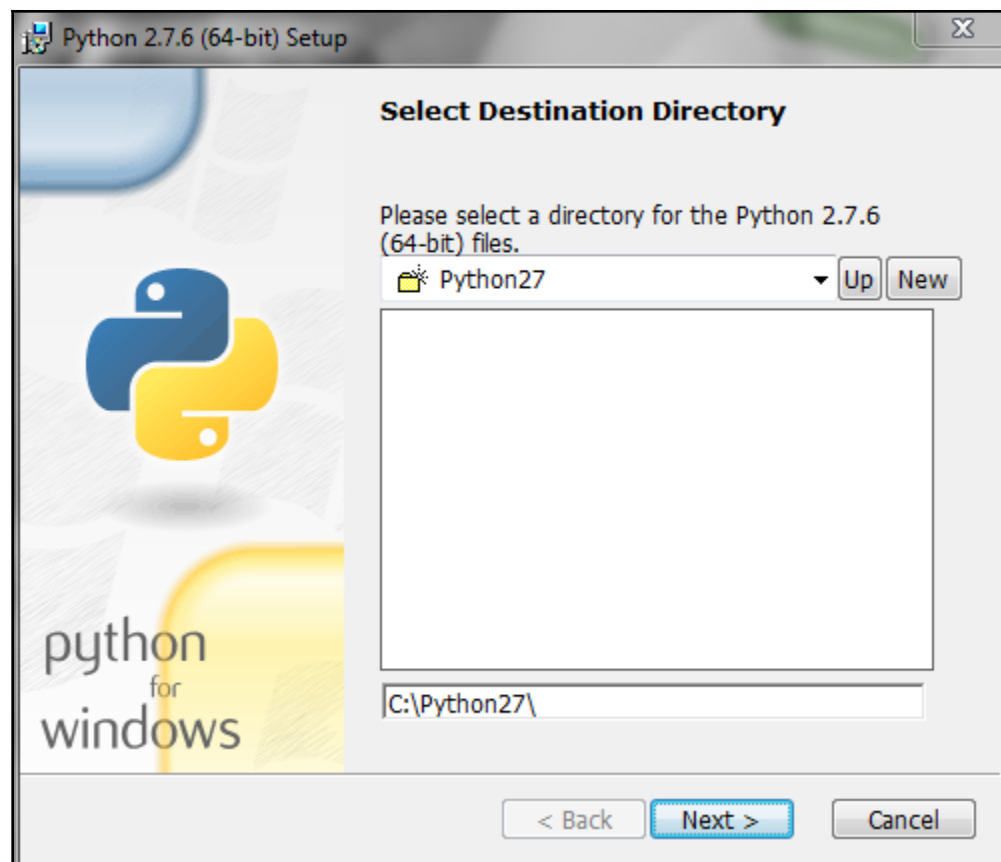 Python 2.7.6 (64-bit) Setup
Select Destination Directory
Please select a directory for the Python 2.7.6
(64-bit) files.
Python27
Up
New
C:\Python27\
python
for
windows
< Back
Next >
Cancel